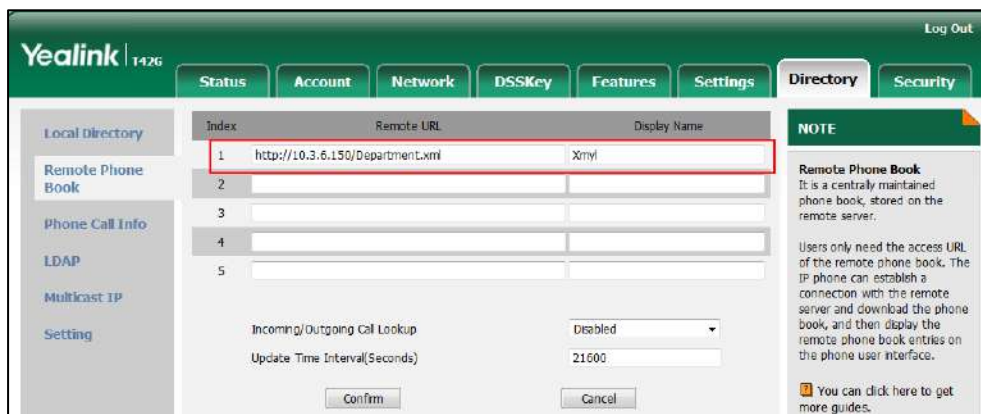 Log Out
Yealink T42G
Status Account Network DSSKey Features Settings Directory Security
Local Directory
Remote Phone
Book
Phone Call Info
LDAP
Multicast IP
Setting
Index Remote URL Display Name
1 http://10.3.6.150/Department.xml Xmyl
2
3
4
5
Incoming/Outgoing Call Lookup Disabled
Update Time Interval(Seconds) 21600
Confirm Cancel
NOTE
Remote Phone Book
It is a centrally maintained
phone book, stored on the
remote server.
Users only need the access URL
of the remote phone book. The
IP phone can establish a
connection with the remote
server and download the phone
book, and then display the
remote phone book entries on
the phone user interface.
You can click here to get
more guides.